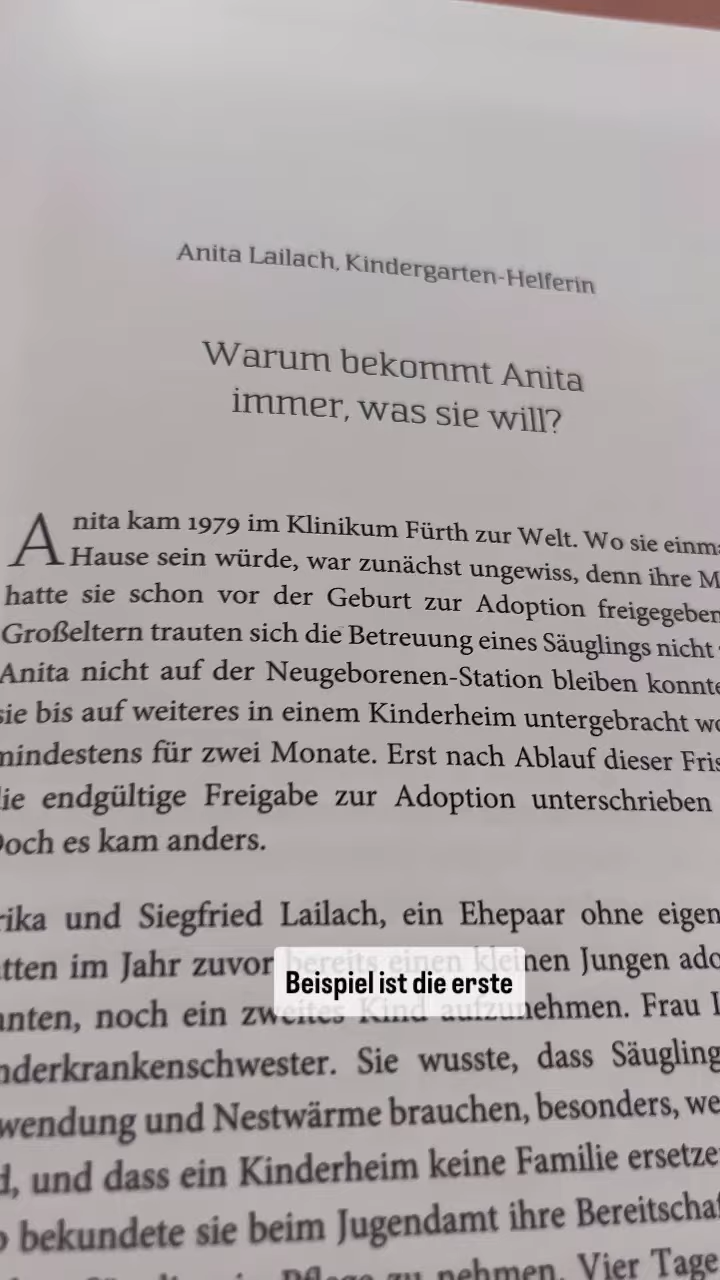 Anita Lailach, Kindergarten-Helferin
Warum bekommt Anita
immer, was sie will?
Anita kam 1979 im Klinikum Fürth zur Welt. Wo sie einma
Hause sein würde, war zunächst ungewiss, denn ihre M
hatte sie schon vor der Geburt zur Adoption freigegeben
Großeltern trauten sich die Betreuung eines Säuglings nicht
Anita nicht auf der Neugeborenen-Station bleiben konnte
sie bis auf weiteres in einem Kinderheim untergebracht wo
mindestens für zwei Monate. Erst nach Ablauf dieser Fris
die endgültige Freigabe zur Adoption unterschrieben
Doch es kam anders.
rika und Siegfried Lailach, ein Ehepaar ohne eigen
tten im Jahr zuvor bereits einen kleinen Jungen ado
Beispiel ist die erste
nnten, noch ein zweites Kind aufzunehmen. Frau L
nderkrankenschwester. Sie wusste, dass Säugling
wendung und Nestwärme brauchen, besonders, we
d, und dass ein Kinderheim keine Familie ersetze
o bekundete sie beim Jugendamt ihre Bereitschaf
Pflege zu nehmen. Vier Tage